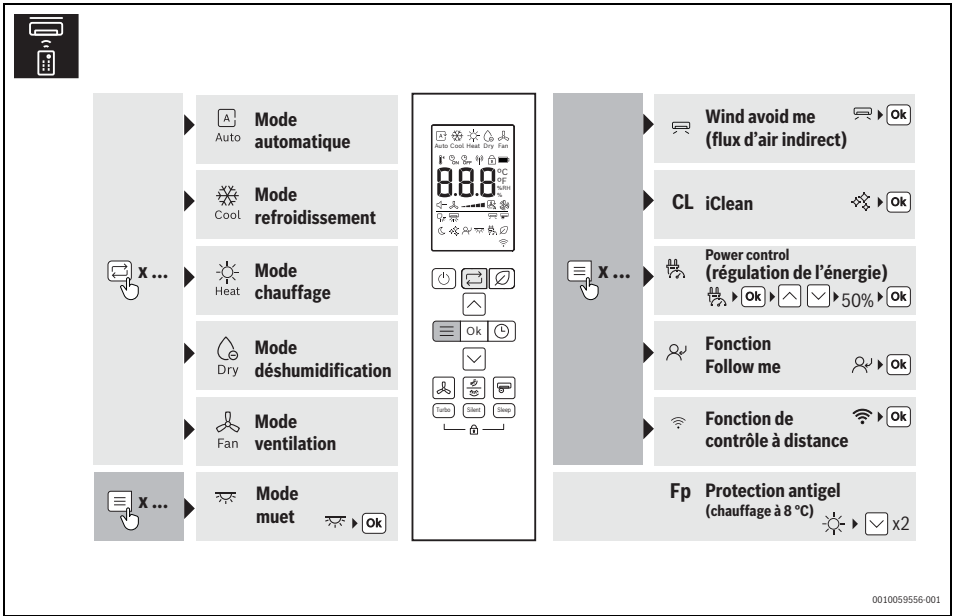 A
Auto
Mode
automatique
Cool
Mode
refroidissement
x ...
Heat
Mode
chauffage
Dry
Mode
déshumidification
Fan
Mode
ventilation
x ...
Mode
muet
Ok
A
Auto Cool Heat Dry Fan
ON OFF
8.8.8
°C
°F
%RH
%
Ok
Turbo
Silent
Sleep
x ...
Wind avoid me
(flux d'air indirect)
Ok
CL
iClean
Ok
Power control
(régulation de l'énergie)
Ok
50%
Ok
Fonction
Follow me
Ok
Fonction de
contrôle à distance
Ok
Fp
Protection antigel
(chauffage à 8 °C)
x2
0010059556-001